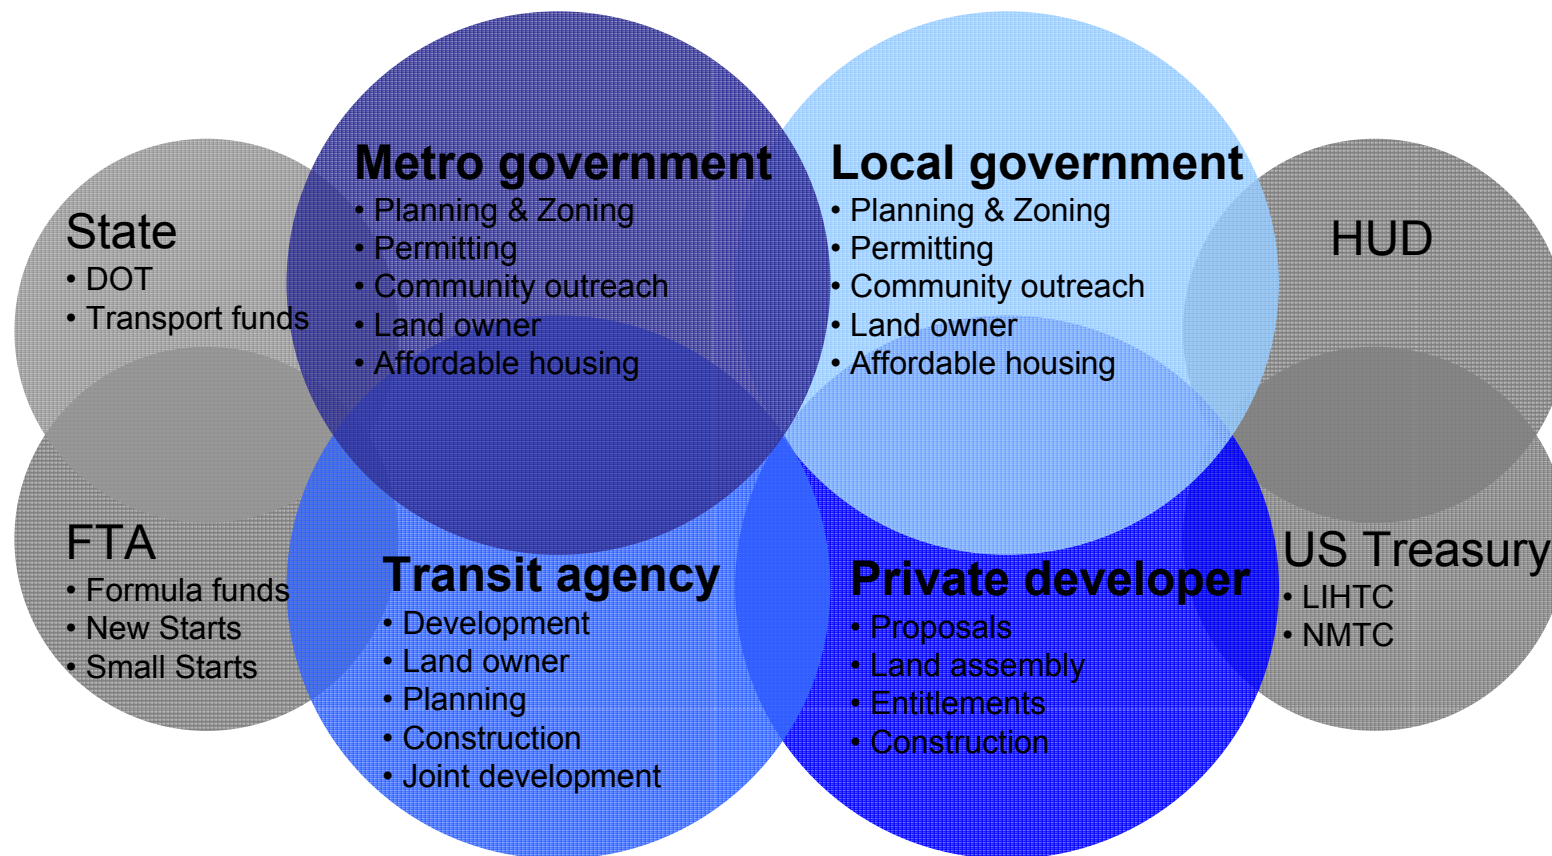 Metro government
• Planning & Zoning
• Permitting
• Community outreach
• Land owner
• Affordable housing
Local government
• Planning & Zoning
• Permitting
• Community outreach
• Land owner
• Affordable housing
State
• DOT
• Transport funds
HUD
FTA
• Formula funds
• New Starts
• Small Starts
Transit agency
• Development
• Land owner
• Planning
• Construction
• Joint development
Private developer
• Proposals
• Land assembly
• Entitlements
• Construction
US Treasury
• LIHTC
• NMTC